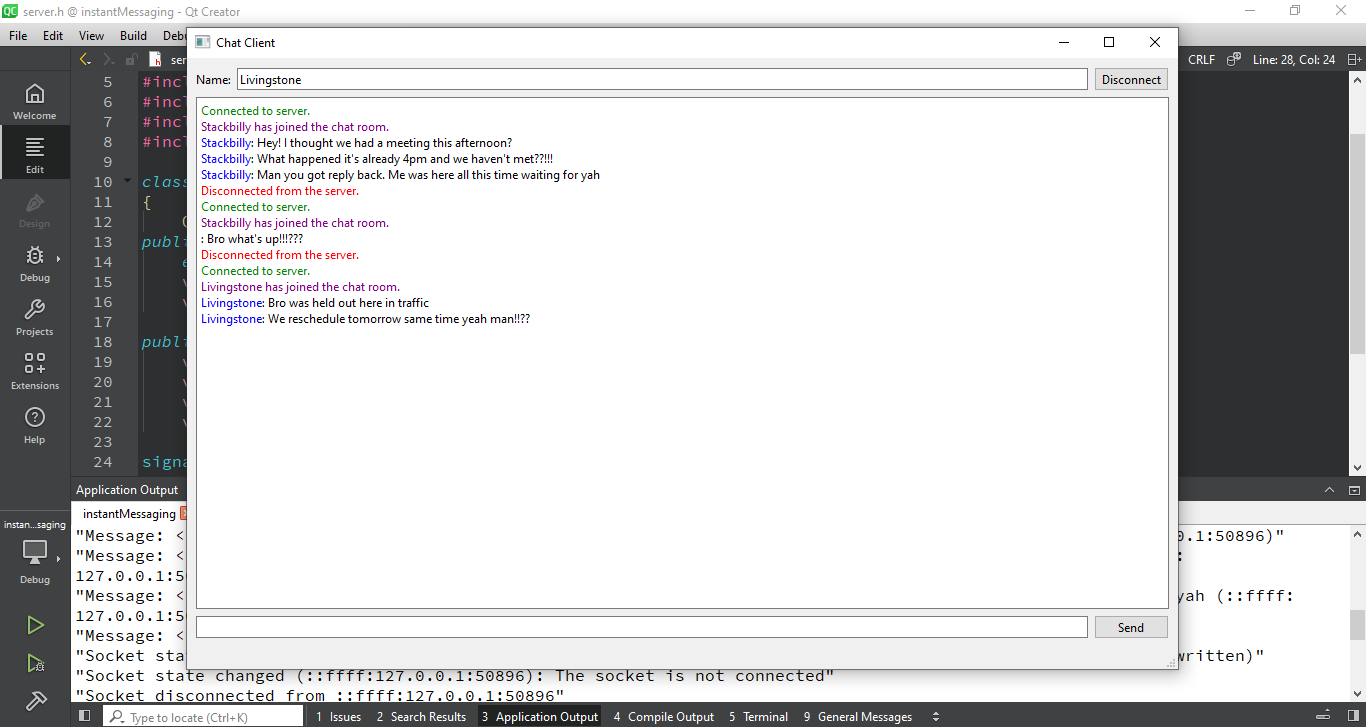 server.h @ instantMessaging - Qt Creator
File Edit View Build Debu
Chat Client
ser
CRLF Line: 28, Col: 24
Name: Livingstone Disconnect
Welcome
Edit
Design
Debug
Projects
Extensions
Help
5 #incl
6 #inc
7 #inc
8 #inc
9
10 class
11 {
12
13 publi
14 e
15
16
17
18 publi
19
20
21
22
23
24 signa
Connected to server.
Stackbilly has joined the chat room.
Stackbilly: Hey! I thought we had a meeting this afternoon?
Stackbilly: What happened it's already 4pm and we haven't met??!!!
Stackbilly: Man you got reply back. Me was here all this time waiting for yah
Disconnected from the server.
Connected to server.
Stackbilly has joined the chat room.
: Bro what's up!!!???
Disconnected from the server.
Connected to server.
Livingstone has joined the chat room.
Livingstone: Bro was held out here in traffic
Livingstone: We reschedule tomorrow same time yeah man!!??
Send
Application Output
instantMessaging
instan...saging
Debug
"Message: < 0.1:50896)"
"Message: < :
127.0.0.1:50
"Message: < yah (::ffff:
127.0.0.1:50
"Message: <
"Socket sta written)"
"Socket state changed (::ffff:127.0.0.1:50896): The socket is not connected"
"Socket disconnected from ::ffff:127.0.0.1:50896"
Type to locate (Ctrl+K) 1 Issues 2 Search Results 3 Application Output 4 Compile Output 5 Terminal 9 General Messages